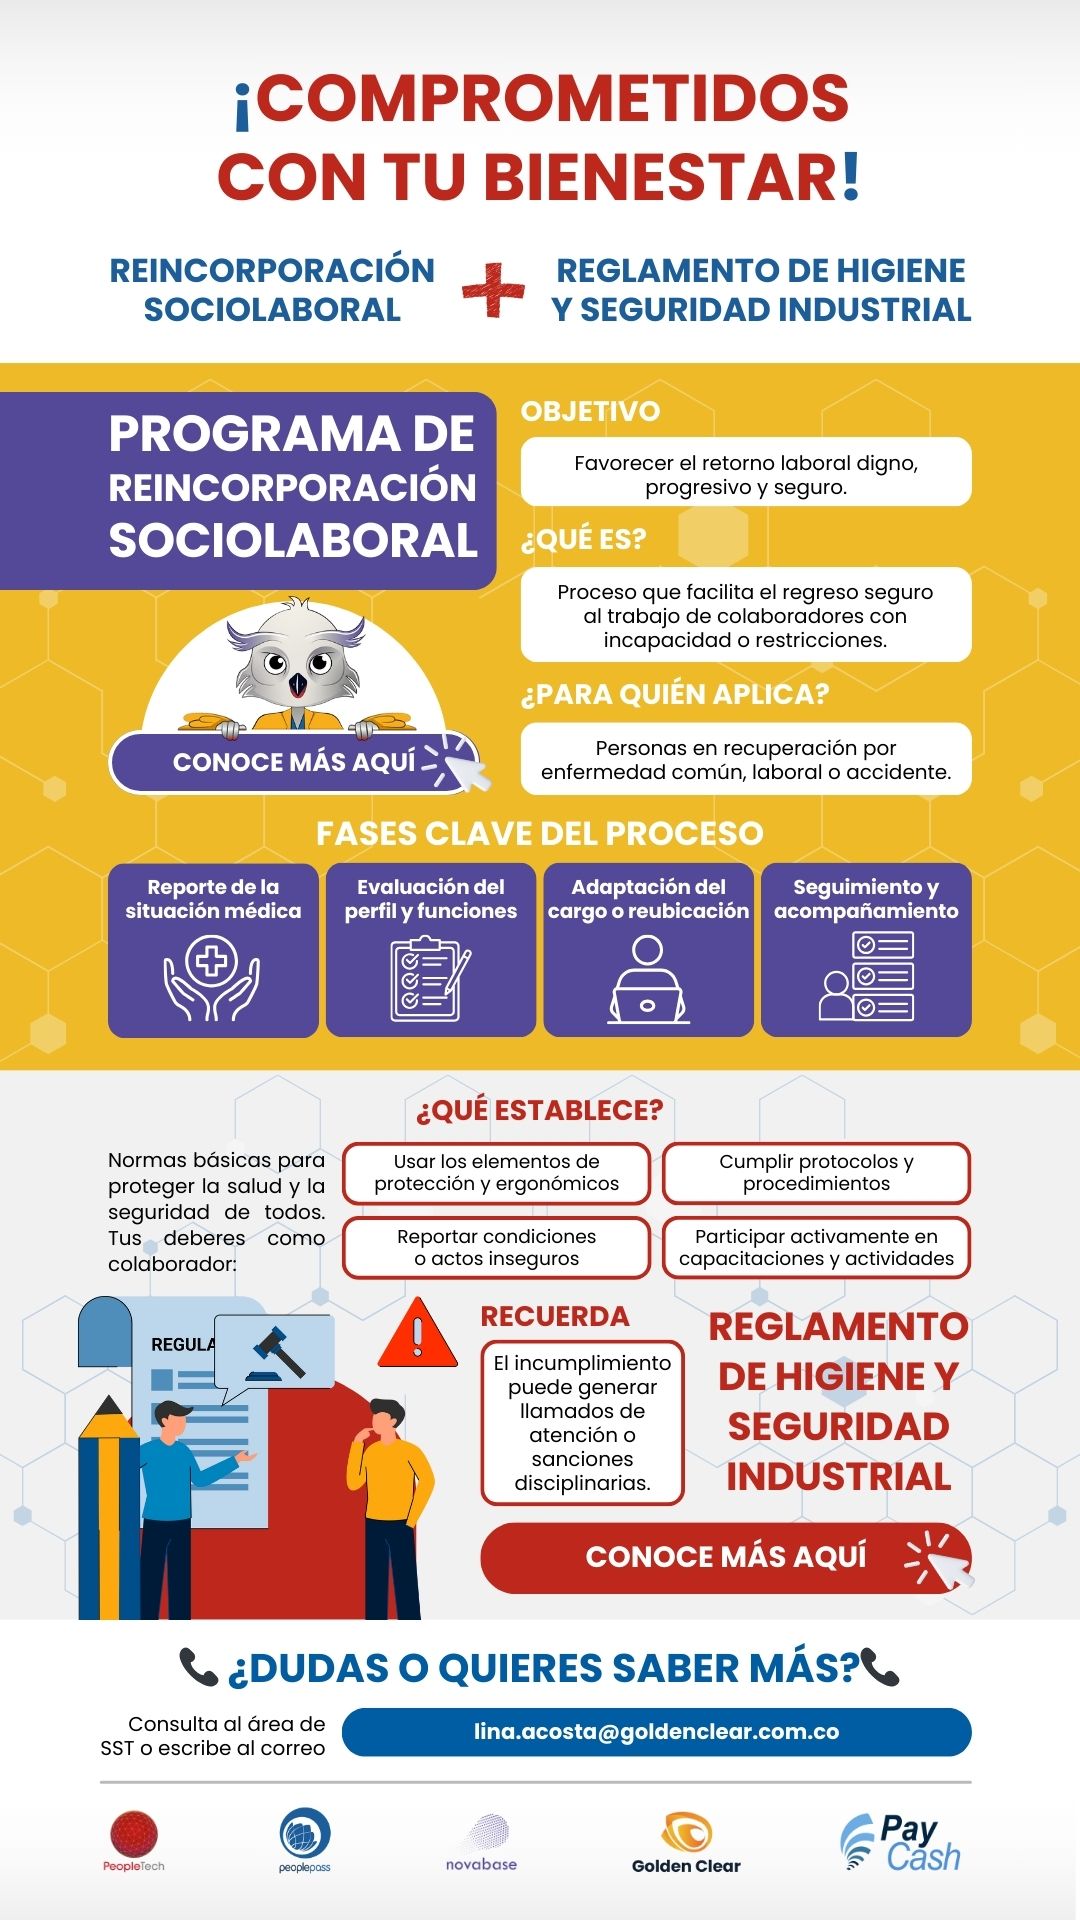 ¡COMPROMETIDOS
CON TU BIENESTAR!
REINCORPORACIÓN
SOCIOLABORAL
REGLAMENTO DE HIGIENE
Y SEGURIDAD INDUSTRIAL
PROGRAMA DE
REINCORPORACIÓN
SOCIOLABORAL
CONOCE MÁS AQUÍ
OBJETIVO
Favorecer el retorno laboral digno,
progresivo y seguro.
¿QUÉ ES?
Proceso que facilita el regreso seguro
al trabajo de colaboradores con
incapacidad o restricciones.
¿PARA QUIÉN APLICA?
Personas en recuperación por
enfermedad común, laboral o accidente.
FASES CLAVE DEL PROCESO
Reporte de la
situación médica
Evaluación del
perfil y funciones
Adaptación del
cargo o reubicación
Seguimiento y
acompañamiento
¿QUÉ ESTABLECE?
Normas básicas para
proteger la salud y la
seguridad de todos.
Tus deberes como
colaborador:
Usar los elementos de
protección y ergonómicos
Cumplir protocolos y
procedimientos
Reportar condiciones
o actos inseguros
Participar activamente en
capacitaciones y actividades
REGULA
RECUERDA
El incumplimiento
puede generar
llamados de
atención o
sanciones
disciplinarias.
REGLAMENTO
DE HIGIENE Y
SEGURIDAD
INDUSTRIAL
CONOCE MÁS AQUÍ
¿DUDAS O QUIERES SABER MÁS?
Consulta al área de
SST o escribe al correo
lina.acosta@goldenclear.com.co
PeopleTech
peoplepass
novabase
Golden Clear
Pay
Cash